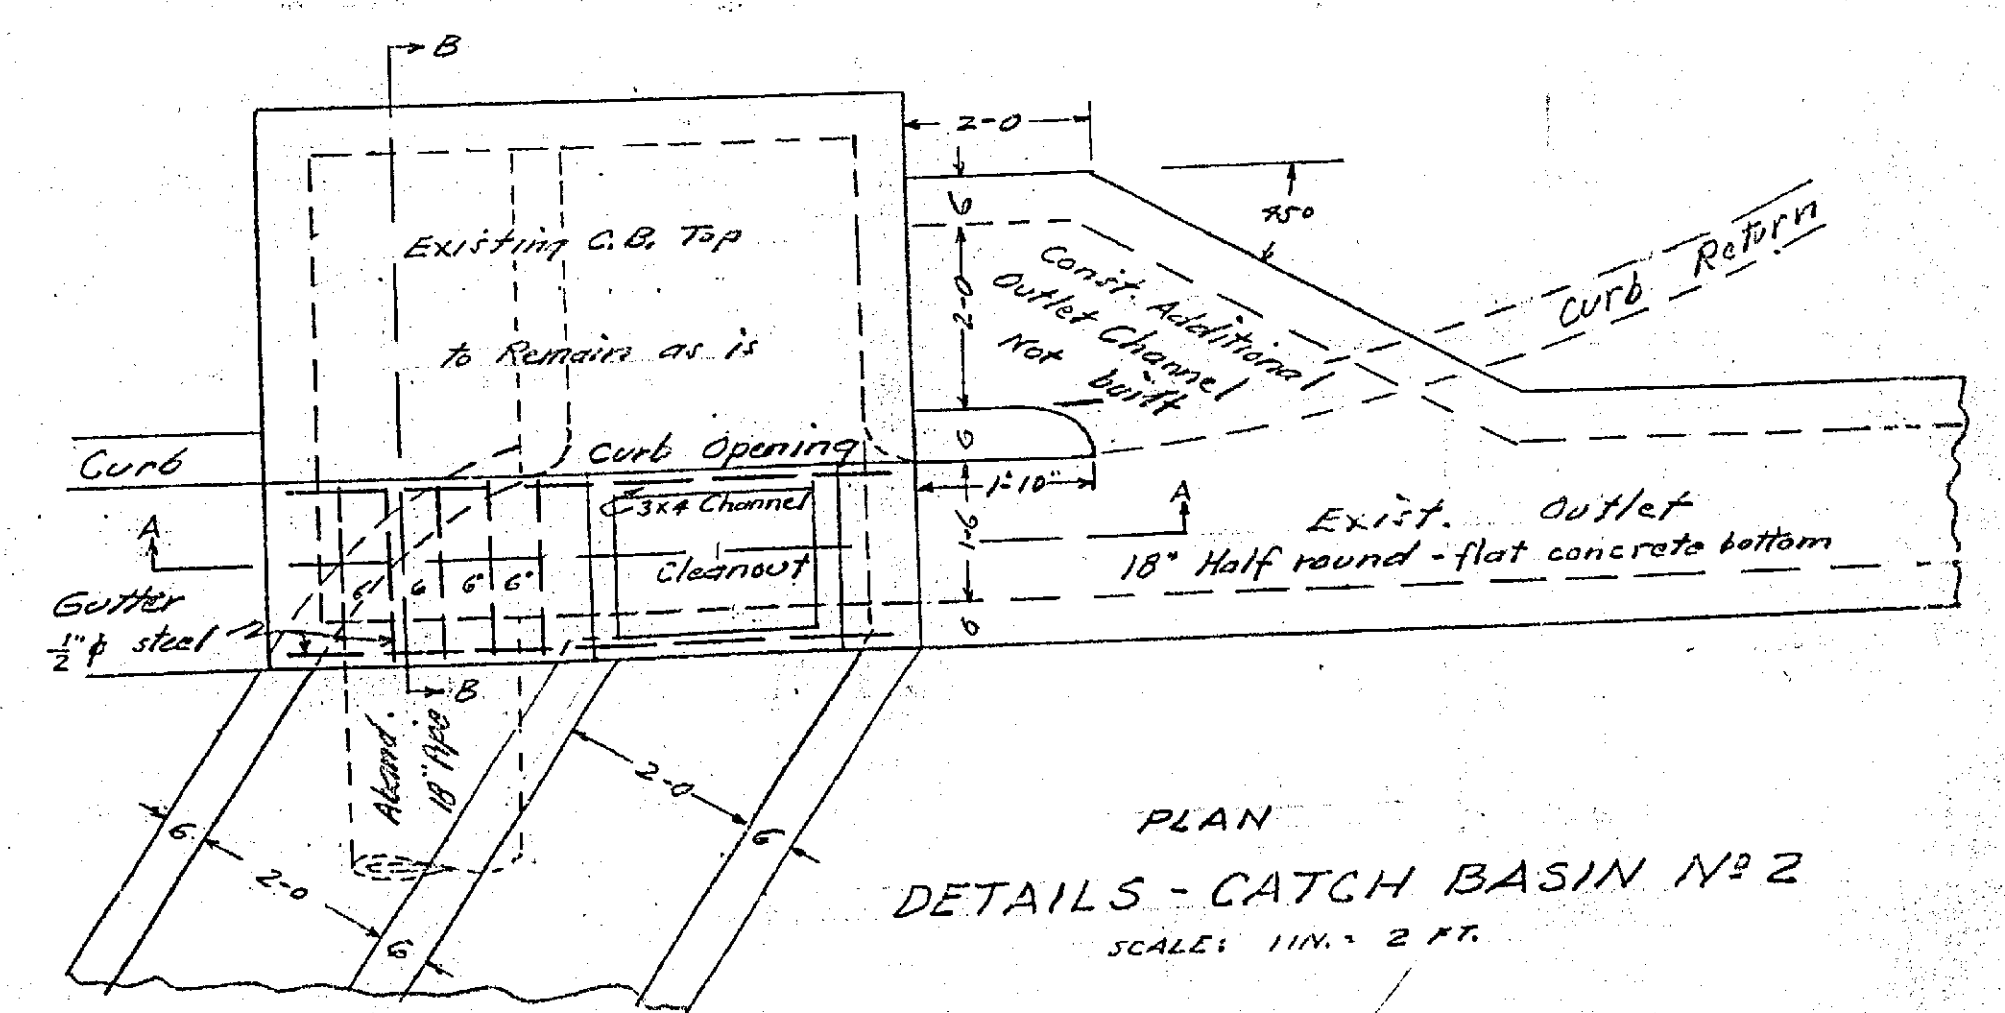 B
2-0
6
45°
Existing C.B. Top
to Remain as is
2-0
Const. Additional
Outlet Channel
Not built
Curb Return
Curb
Curb Opening
6
1'-10"
3x4 Channel
A
A
1-6
Exist. Outlet
18" Half round - flat concrete bottom
Cleanout
6" 6 6" 6"
Gutter
1/2" ϕ steel
6
B
Aband.
18" Pipe
2-0
6
6
2-0
6
PLAN
DETAILS - CATCH BASIN Nº 2
SCALE: 1 IN. = 2 FT.